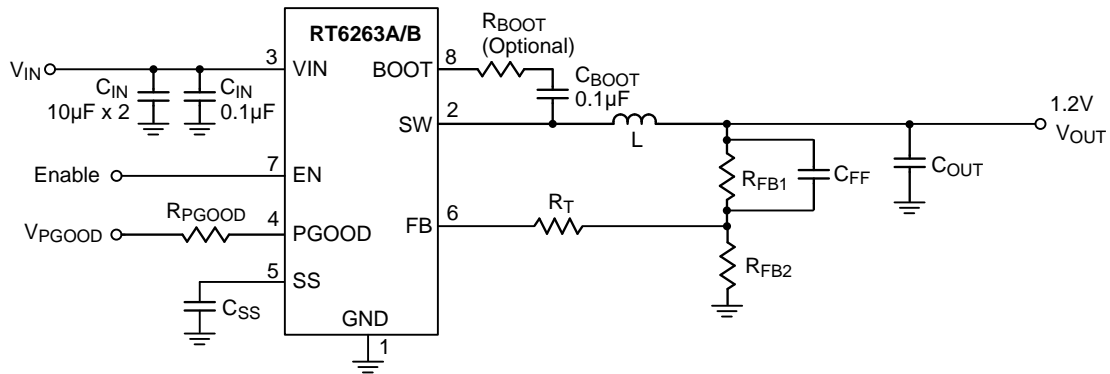 RT6263A/B
RBOOT
(Optional)
VIN
3
VIN
BOOT
8
CIN
10µF x 2
CIN
0.1µF
CBOOT
0.1µF
SW
2
L
1.2V
VOUT
Enable
7
EN
RFB1
CFF
COUT
VPGOOD
RPGOOD
4
PGOOD
FB
6
RT
RFB2
5
SS
CSS
GND
1